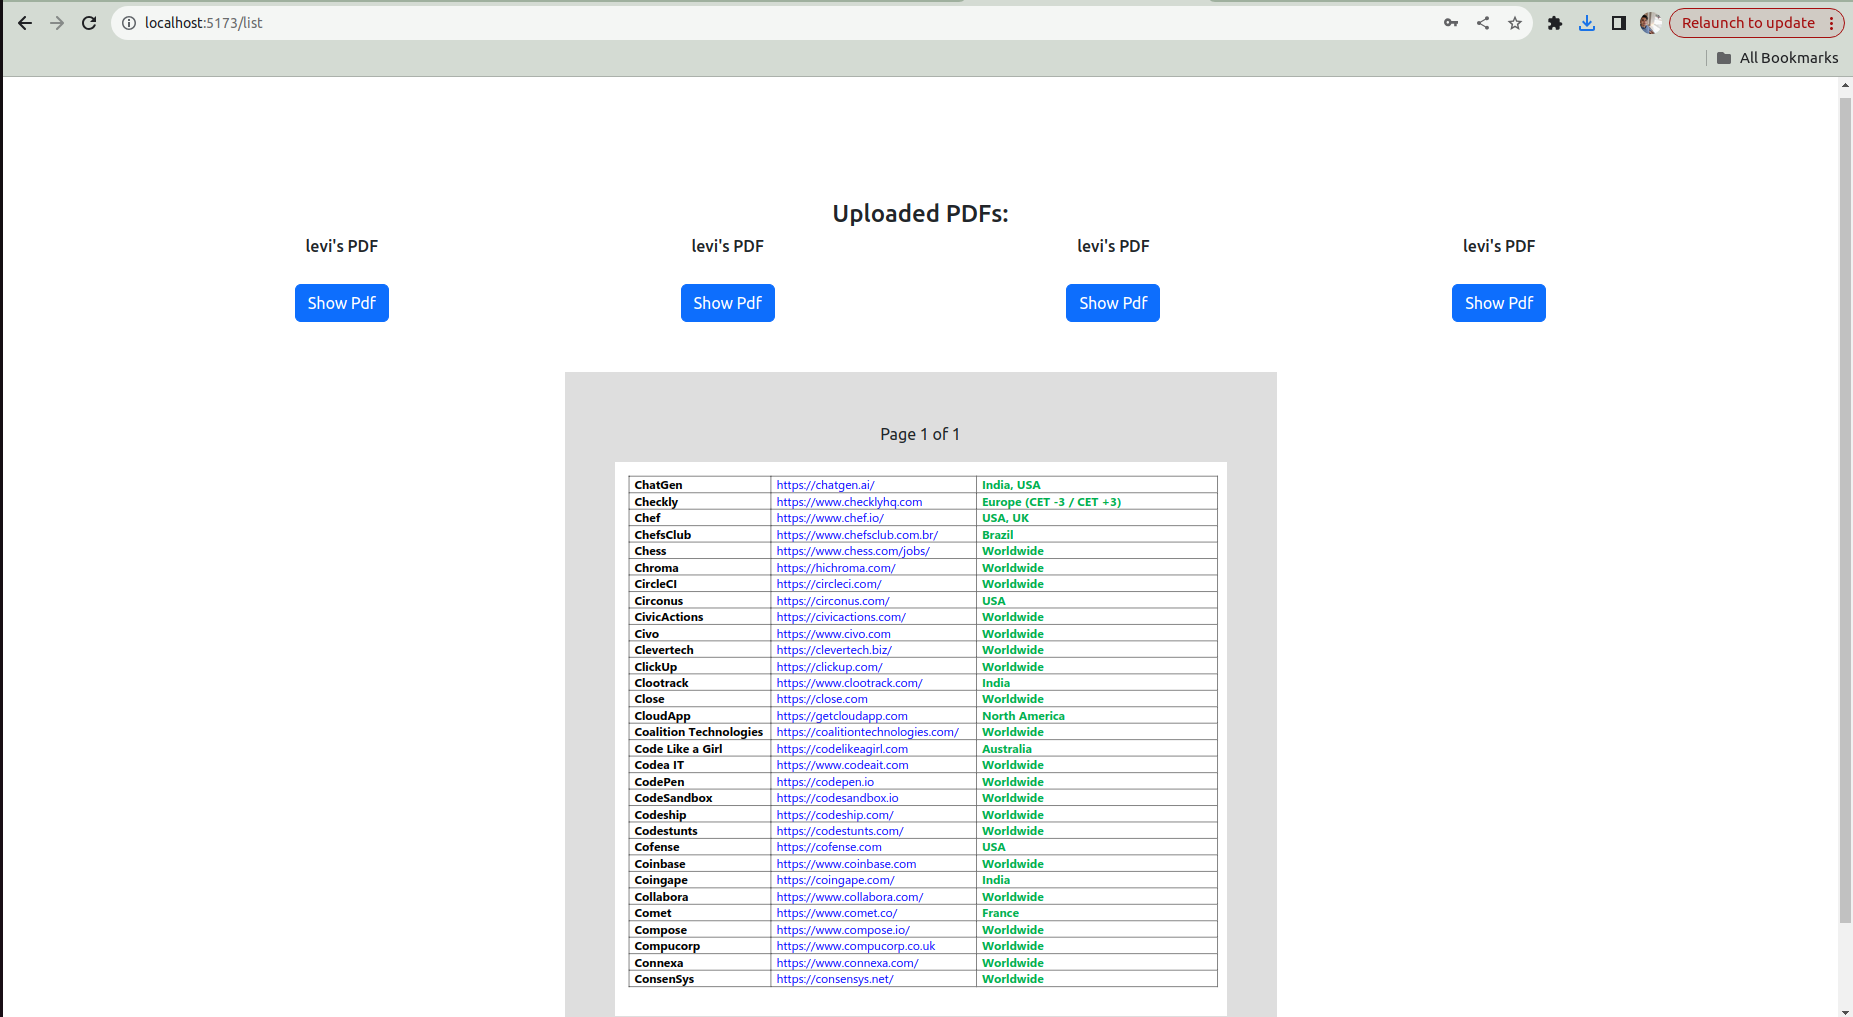 localhost:5173/list
Relaunch to update
All Bookmarks
Uploaded PDFs:
levi's PDF levi's PDF levi's PDF levi's PDF
Show Pdf Show Pdf Show Pdf Show Pdf
Page 1 of 1
ChatGen https://chatgen.ai/ India, USA
Checkly https://www.checklyhq.com Europe (CET -3 / CET +3)
Chef https://www.chef.io/ USA, UK
ChefsClub https://www.chefsclub.com.br/ Brazil
Chess https://www.chess.com/jobs/ Worldwide
Chroma https://hichroma.com/ Worldwide
CircleCI https://circleci.com/ Worldwide
Circonus https://circonus.com/ USA
CivicActions https://civicactions.com/ Worldwide
Civo https://www.civo.com Worldwide
Clevertech https://clevertech.biz/ Worldwide
ClickUp https://clickup.com/ Worldwide
Clootrack https://www.clootrack.com/ India
Close https://close.com Worldwide
CloudApp https://getcloudapp.com North America
Coalition Technologies https://coalitiontechnologies.com/ Worldwide
Code Like a Girl https://codelikeagirl.com Australia
Codea IT https://www.codeait.com Worldwide
CodePen https://codepen.io Worldwide
CodeSandbox https://codesandbox.io Worldwide
Codeship https://codeship.com/ Worldwide
Codestunts https://codestunts.com/ Worldwide
Cofense https://cofense.com USA
Coinbase https://www.coinbase.com Worldwide
Coingape https://coingape.com/ India
Collabora https://www.collabora.com/ Worldwide
Comet https://www.comet.co/ France
Compose https://www.compose.io/ Worldwide
Compucorp https://www.compucorp.co.uk Worldwide
Connexa https://www.connexa.com/ Worldwide
ConsenSys https://consensys.net/ Worldwide